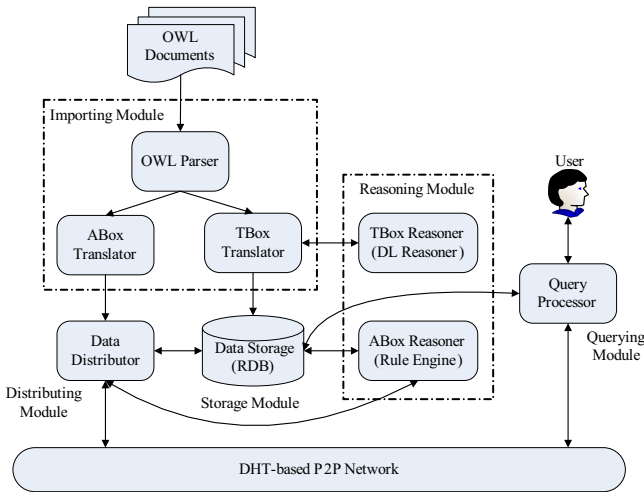 OWL
Documents
Importing Module
OWL Parser
User
Reasoning Module
ABox
Translator
TBox
Translator
TBox Reasoner
(DL Reasoner)
Query
Processor
Data
Distributor
Data Storage
(RDB)
ABox Reasoner
(Rule Engine)
Querying
Module
Distributing
Module
Storage Module
DHT-based P2P Network